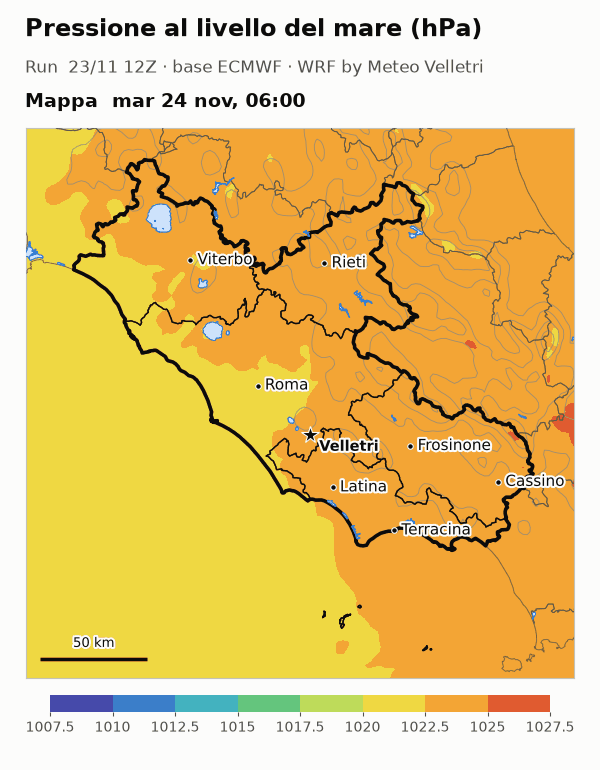 Pressione al livello del mare (hPa)
Run  23/11 12Z · base ECMWF · WRF by Meteo Velletri
Mappa  mar 24 nov, 06:00
Viterbo
Rieti
Roma
Velletri
Frosinone
Cassino
Latina
Terracina
50 km
1007.5 1010 1012.5 1015 1017.5 1020 1022.5 1025 1027.5